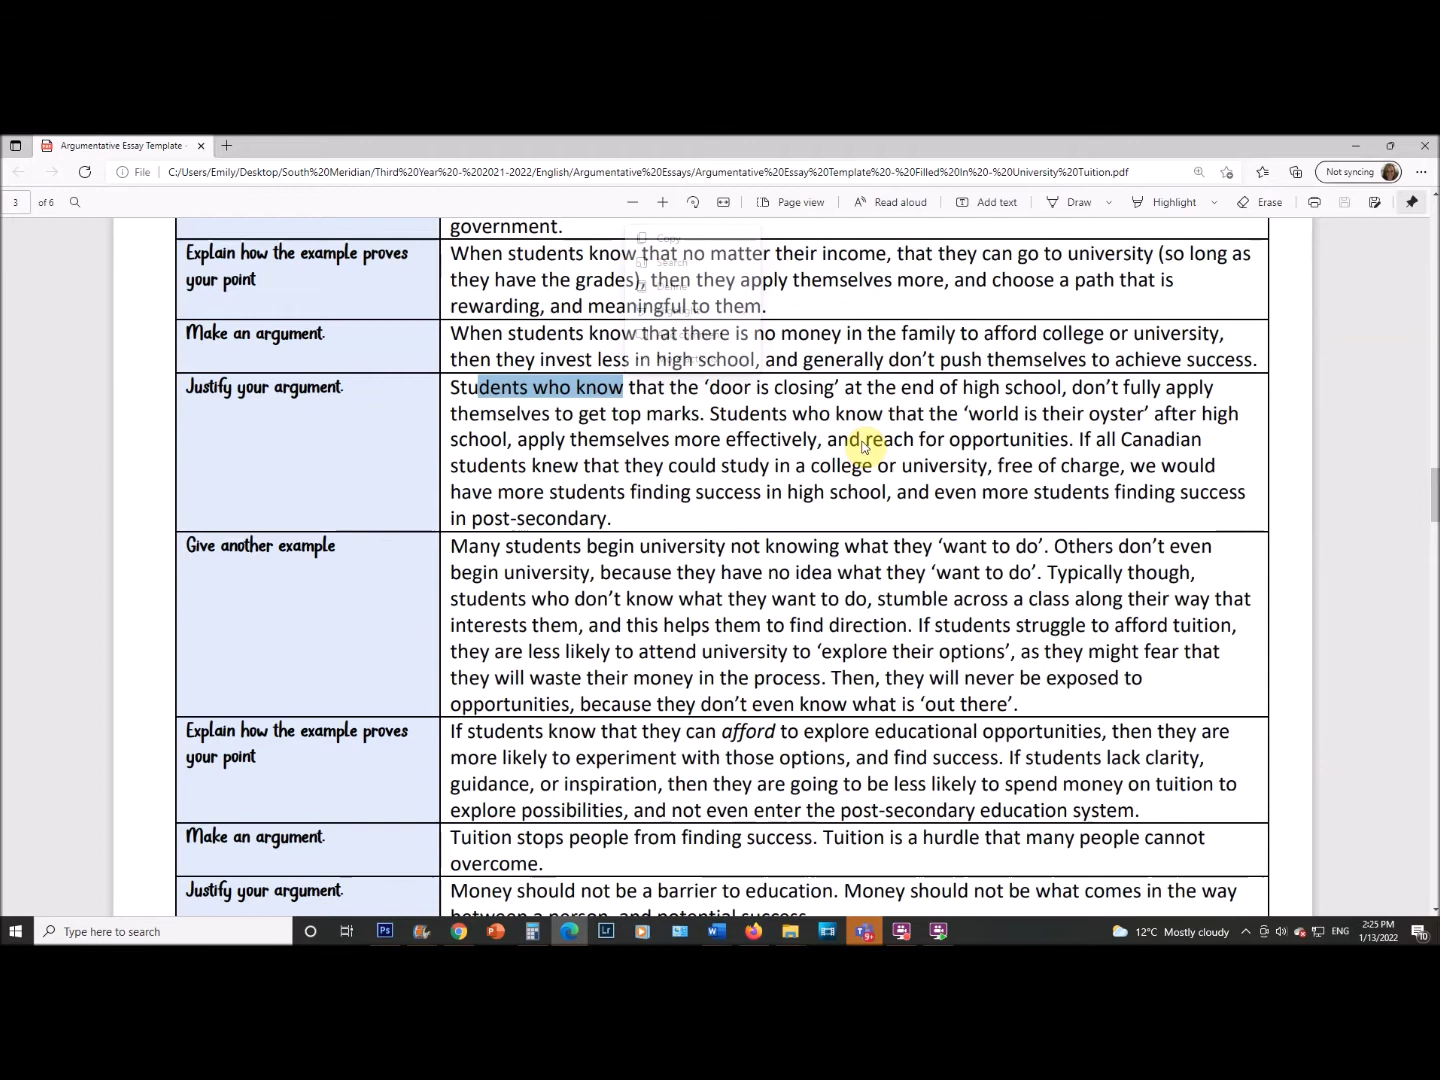 Argumentative Essay Template -
File
C:/Users/Emily/Desktop/South%20Meridian/Third%20Year%20-%202021-2022/English/Argumentative%20Essays/Argumentative%20Essay%20Template%20-%20Filled%20In%20-%20University%20Tuition.pdf
Not syncing
3 of 6
Page view
Read aloud
Add text
Draw
Highlight
Erase
government.
Copy
Search
Define
Explain how the example proves
your point
When students know that no matter their income, that they can go to university (so long as
they have the grades), then they apply themselves more, and choose a path that is
rewarding, and meaningful to them.
Make an argument.
When students know that there is no money in the family to afford college or university,
then they invest less in high school, and generally don’t push themselves to achieve success.
Justify your argument.
Students who know that the ‘door is closing’ at the end of high school, don’t fully apply
themselves to get top marks. Students who know that the ‘world is their oyster’ after high
school, apply themselves more effectively, and reach for opportunities. If all Canadian
students knew that they could study in a college or university, free of charge, we would
have more students finding success in high school, and even more students finding success
in post-secondary.
Give another example
Many students begin university not knowing what they ‘want to do’. Others don’t even
begin university, because they have no idea what they ‘want to do’. Typically though,
students who don’t know what they want to do, stumble across a class along their way that
interests them, and this helps them to find direction. If students struggle to afford tuition,
they are less likely to attend university to ‘explore their options’, as they might fear that
they will waste their money in the process. Then, they will never be exposed to
opportunities, because they don’t even know what is ‘out there’.
Explain how the example proves
your point
If students know that they can afford to explore educational opportunities, then they are
more likely to experiment with those options, and find success. If students lack clarity,
guidance, or inspiration, then they are going to be less likely to spend money on tuition to
explore possibilities, and not even enter the post-secondary education system.
Make an argument.
Tuition stops people from finding success. Tuition is a hurdle that many people cannot
overcome.
Justify your argument.
Money should not be a barrier to education. Money should not be what comes in the way
between a person, and potential success.
Type here to search
Ps
Lr
12°C Mostly cloudy
ENG
2:25 PM
1/13/2022